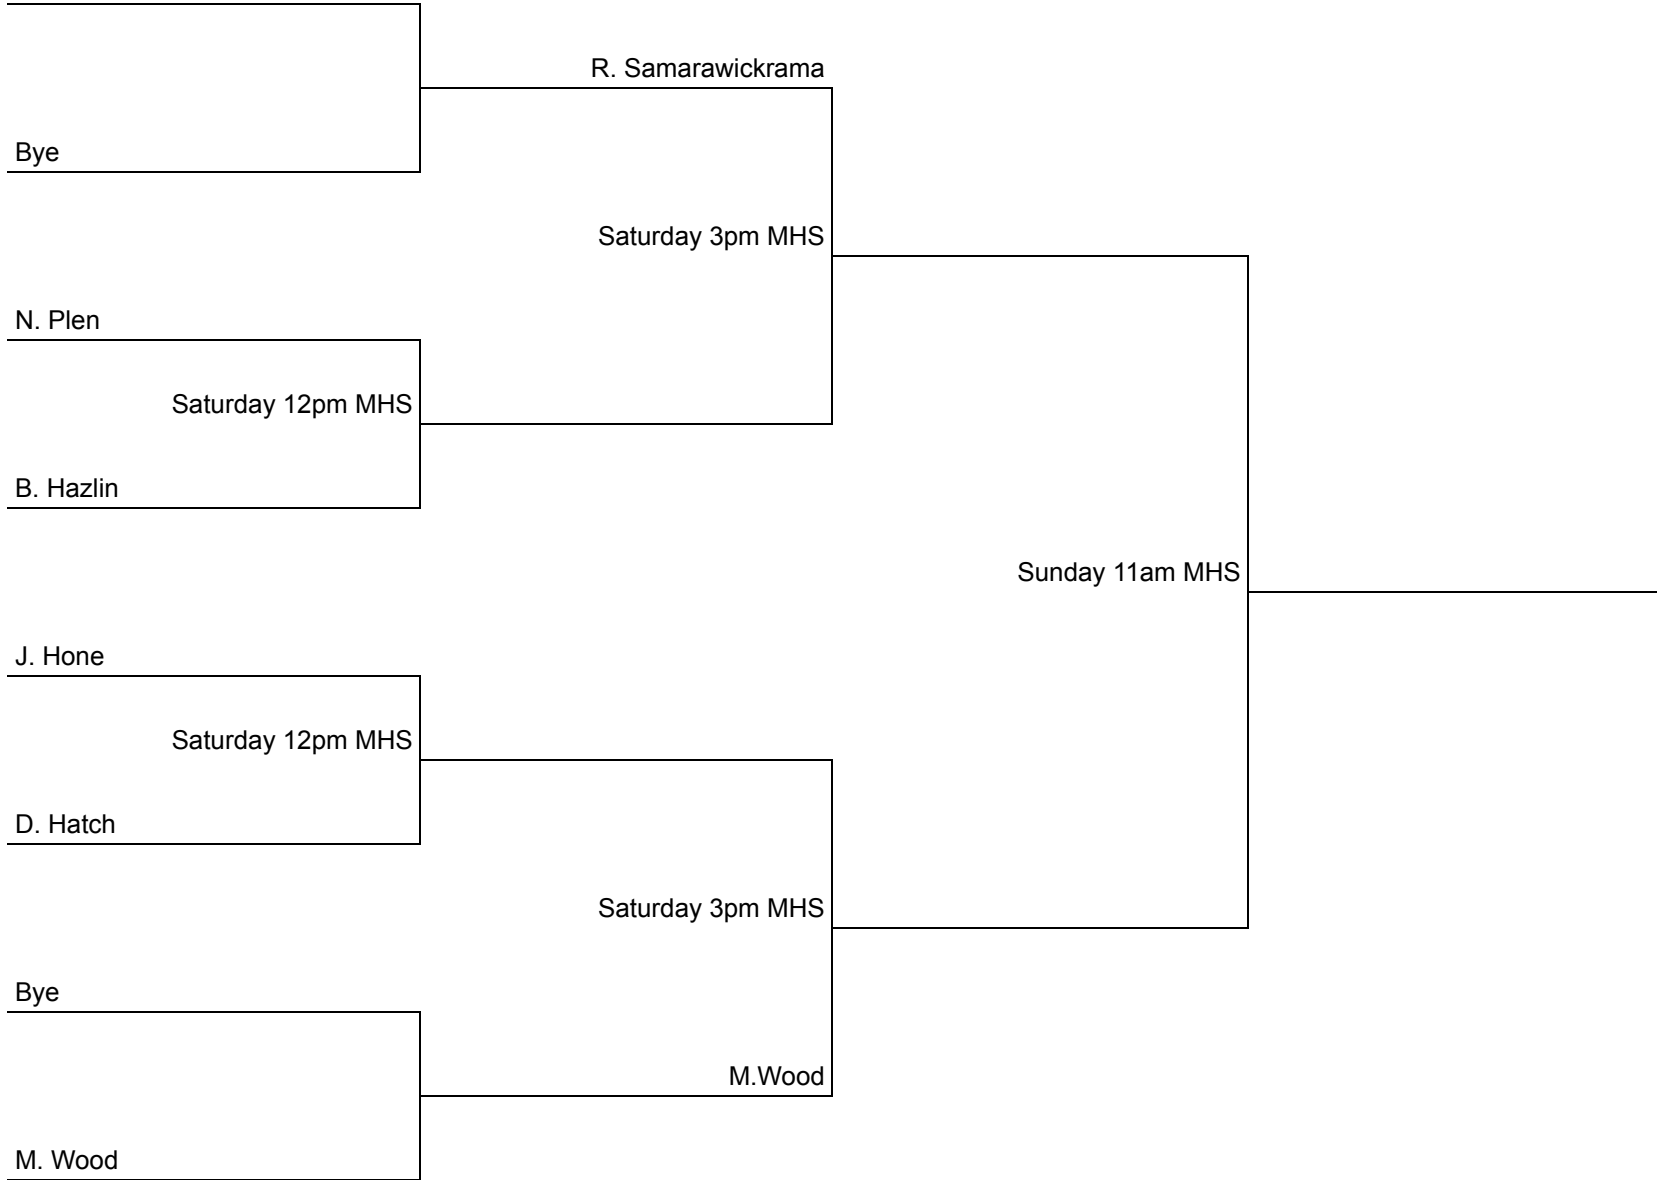 R. Samarawickrama
Bye
Saturday 3pm MHS
N. Plen
Saturday 12pm MHS
B. Hazlin
Sunday 11am MHS
J. Hone
Saturday 12pm MHS
D. Hatch
Saturday 3pm MHS
Bye
M.Wood
M. Wood